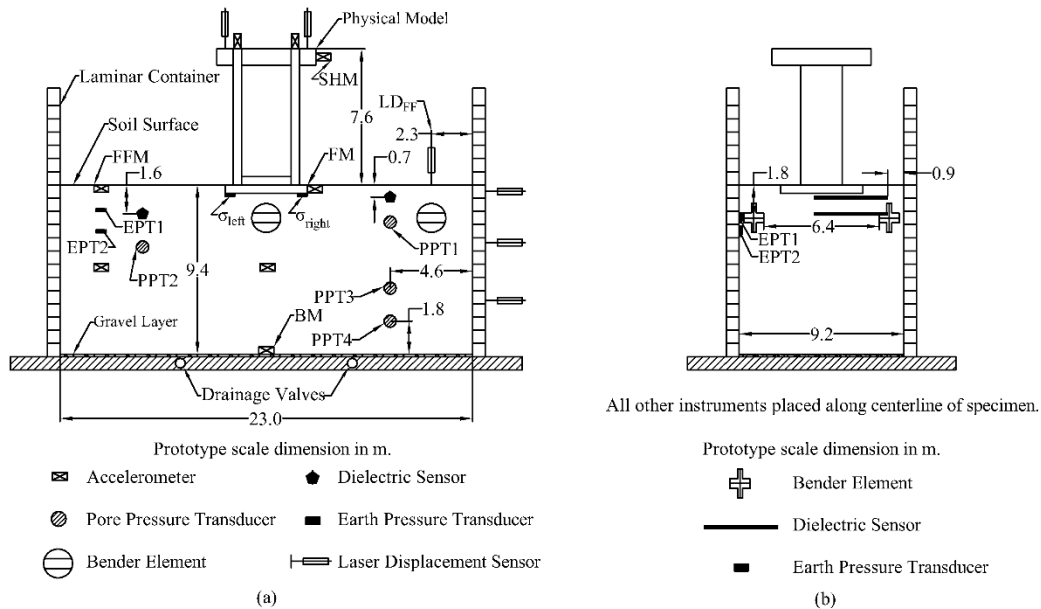 Physical Model
Laminar Container
SHM
7.6
LD_FF
2.3
Soil Surface
FFM
1.6
FM
0.7
EPT1
EPT2
σ_left
σ_right
PPT1
PPT2
9.4
4.6
PPT3
1.8
Gravel Layer
BM
PPT4
Drainage Valves
23.0
Prototype scale dimension in m.
Accelerometer
Dielectric Sensor
Pore Pressure Transducer
Earth Pressure Transducer
Bender Element
Laser Displacement Sensor
(a)
1.8
0.9
EPT1
6.4
EPT2
9.2
All other instruments placed along centerline of specimen.
Prototype scale dimension in m.
Bender Element
Dielectric Sensor
Earth Pressure Transducer
(b)